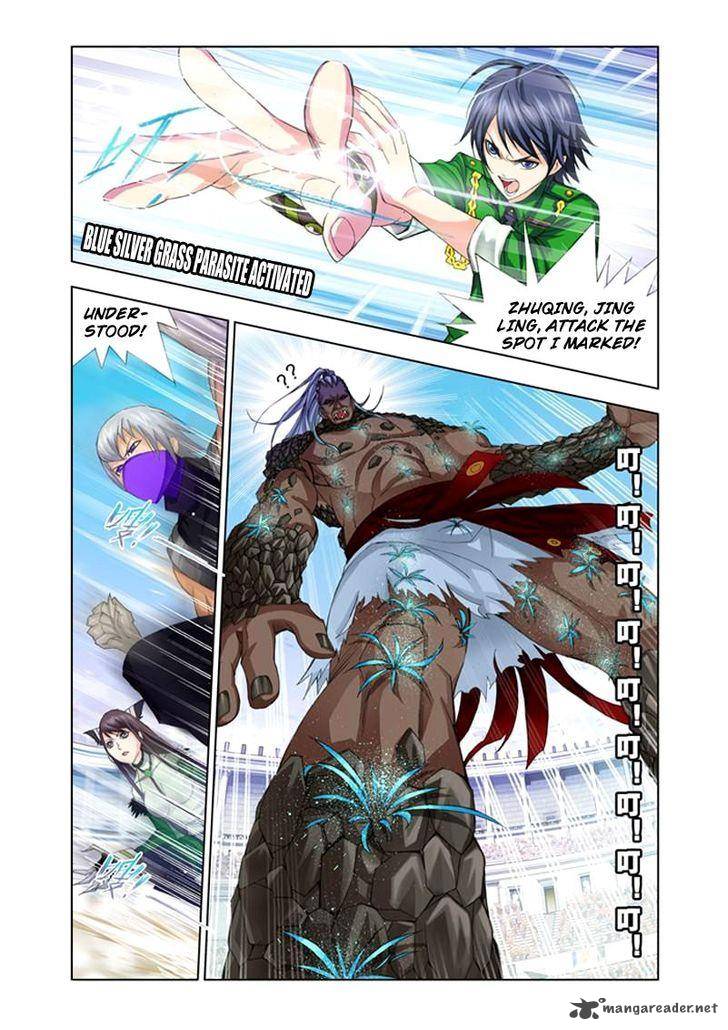 BLUE SILVER GRASS PARASITE ACTIVATED
ZHUQING, JING
LING, ATTACK THE
SPOT I MARKED!
UNDER-
STOOD!
??
mangareader.net